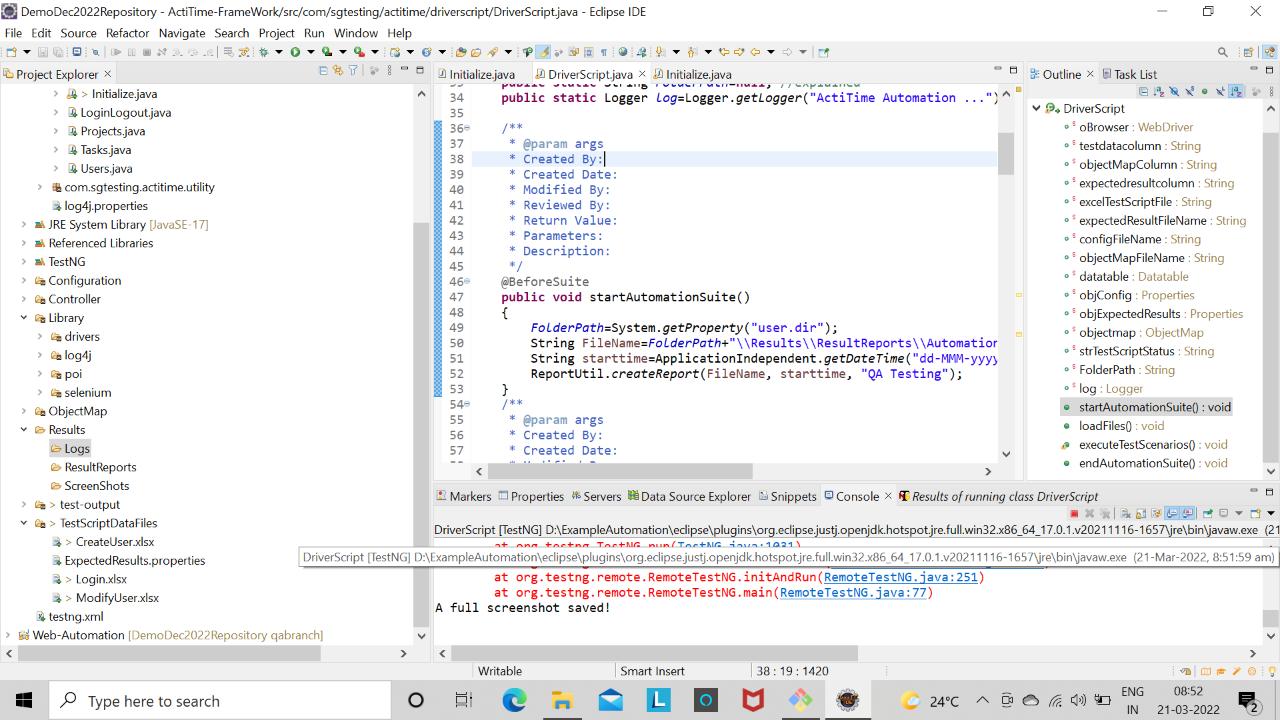 DemoDec2022Repository - ActiTime-FrameWork/src/com/sgtesting/actitime/driverscript/DriverScript.java - Eclipse IDE
File Edit Source Refactor Navigate Search Project Run Window Help
Project Explorer
> Initialize.java
LoginLogout.java
Projects.java
Tasks.java
Users.java
com.sgtesting.actitime.utility
log4j.properties
JRE System Library [JavaSE-17]
Referenced Libraries
TestNG
Configuration
Controller
Library
drivers
log4j
poi
selenium
ObjectMap
Results
Logs
ResultReports
ScreenShots
> test-output
> TestScriptDataFiles
> CreateUser.xlsx
ExpectedResults.properties
> Login.xlsx
> ModifyUser.xlsx
testng.xml
Web-Automation [DemoDec2022Repository qabranch]
Initialize.java DriverScript.java Initialize.java
34 public static Logger log=Logger.getLogger("ActiTime Automation ...")
35
36 /**
37 * @param args
38 * Created By:
39 * Created Date:
40 * Modified By:
41 * Reviewed By:
42 * Return Value:
43 * Parameters:
44 * Description:
45 */
46 @BeforeSuite
47 public void startAutomationSuite()
48 {
49 FolderPath=System.getProperty("user.dir");
50 String FileName=FolderPath+"\\Results\\ResultReports\\Automation
51 String starttime=ApplicationIndependent.getDateTime("dd-MMM-yyyy
52 ReportUtil.createReport(FileName, starttime, "QA Testing");
53 }
54 /**
55 * @param args
56 * Created By:
57 * Created Date:
Outline Task List
DriverScript
oBrowser : WebDriver
testdatacolumn : String
objectMapColumn : String
expectedresultcolumn : String
excelTestScriptFile : String
expectedResultFileName : String
configFileName : String
objectMapFileName : String
datatable : Datatable
objConfig : Properties
objExpectedResults : Properties
objectmap : ObjectMap
strTestScriptStatus : String
FolderPath : String
log : Logger
startAutomationSuite() : void
loadFiles() : void
executeTestScenarios() : void
endAutomationSuite() : void
Markers Properties Servers Data Source Explorer Snippets Console Results of running class DriverScript
DriverScript [TestNG] D:\ExampleAutomation\eclipse\plugins\org.eclipse.justj.openjdk.hotspot.jre.full.win32.x86_64_17.0.1.v20211116-1657\jre\bin\javaw.exe (21
at org.testng.TestNG.run(TestNG.java:1031)
DriverScript [TestNG] D:\ExampleAutomation\eclipse\plugins\org.eclipse.justj.openjdk.hotspot.jre.full.win32.x86_64_17.0.1.v20211116-1657\jre\bin\javaw.exe (21-Mar-2022, 8:51:59 am)
at org.testng.remote.RemoteTestNG.initAndRun(RemoteTestNG.java:251)
at org.testng.remote.RemoteTestNG.main(RemoteTestNG.java:77)
A full screenshot saved!
Writable Smart Insert 38 : 19 : 1420
Type here to search
24°C
ENG
IN
08:52
21-03-2022
2